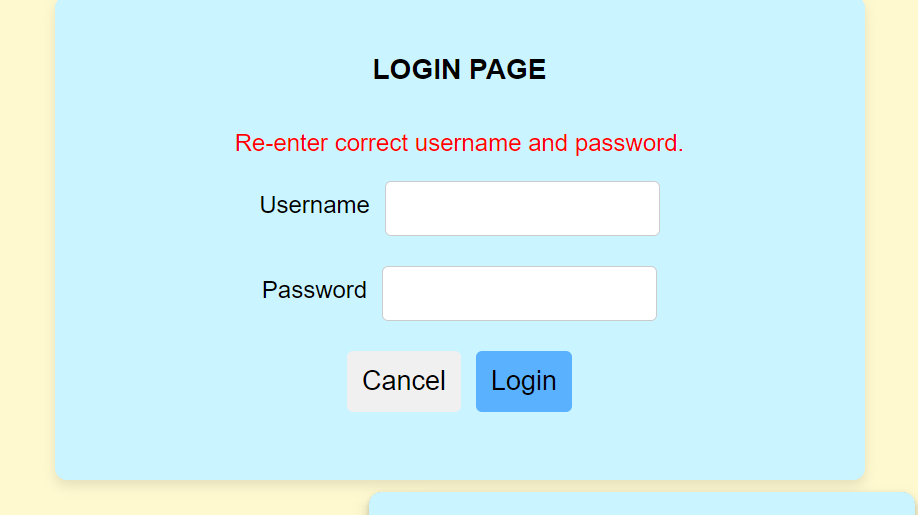 LOGIN PAGE
Re-enter correct username and password.
Username
Password
Cancel Login